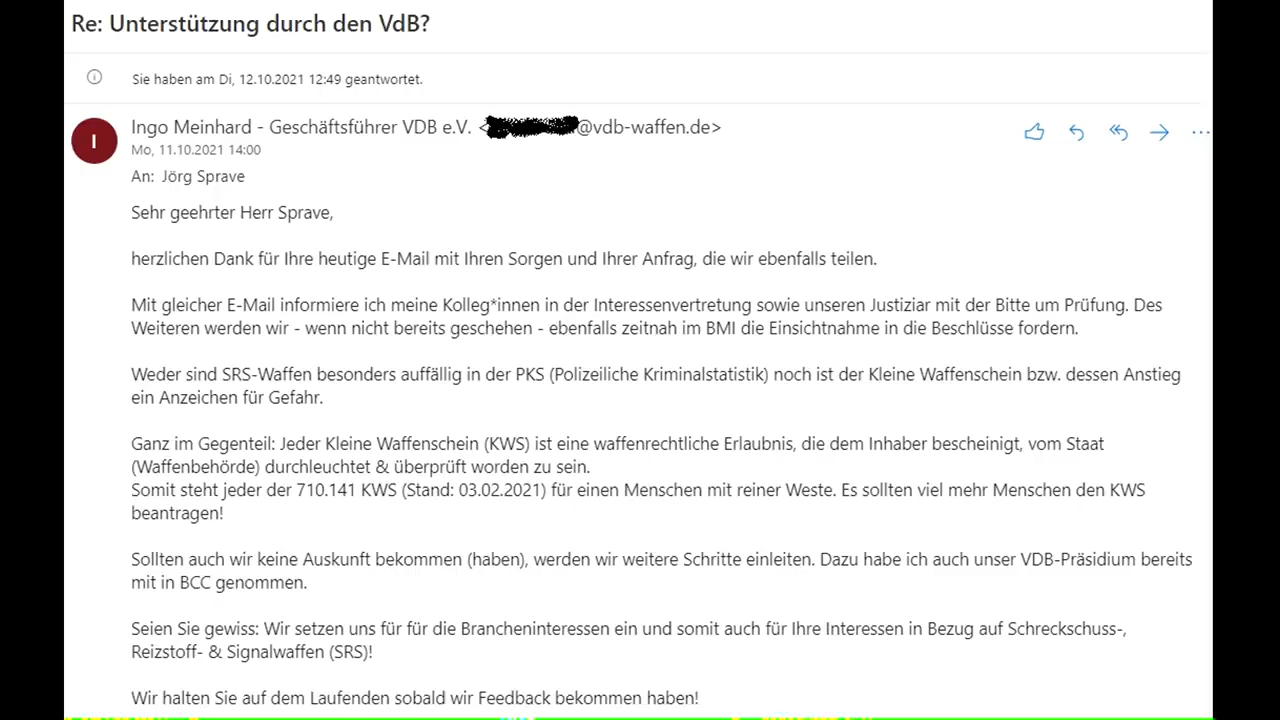 Re: Unterstützung durch den VdB?
Sie haben am Di, 12.10.2021 12:49 geantwortet.
I
Ingo Meinhard - Geschäftsführer VDB e.V. < @vdb-waffen.de>
Mo, 11.10.2021 14:00
An: Jörg Sprave
Sehr geehrter Herr Sprave,
herzlichen Dank für Ihre heutige E-Mail mit Ihren Sorgen und Ihrer Anfrag, die wir ebenfalls teilen.
Mit gleicher E-Mail informiere ich meine Kolleg*innen in der Interessenvertretung sowie unseren Justiziar mit der Bitte um Prüfung. Des
Weiteren werden wir - wenn nicht bereits geschehen - ebenfalls zeitnah im BMI die Einsichtnahme in die Beschlüsse fordern.
Weder sind SRS-Waffen besonders auffällig in der PKS (Polizeiliche Kriminalstatistik) noch ist der Kleine Waffenschein bzw. dessen Anstieg
ein Anzeichen für Gefahr.
Ganz im Gegenteil: Jeder Kleine Waffenschein (KWS) ist eine waffenrechtliche Erlaubnis, die dem Inhaber bescheinigt, vom Staat
(Waffenbehörde) durchleuchtet & überprüft worden zu sein.
Somit steht jeder der 710.141 KWS (Stand: 03.02.2021) für einen Menschen mit reiner Weste. Es sollten viel mehr Menschen den KWS
beantragen!
Sollten auch wir keine Auskunft bekommen (haben), werden wir weitere Schritte einleiten. Dazu habe ich auch unser VDB-Präsidium bereits
mit in BCC genommen.
Seien Sie gewiss: Wir setzen uns für für die Brancheninteressen ein und somit auch für Ihre Interessen in Bezug auf Schreckschuss-,
Reizstoff- & Signalwaffen (SRS)!
Wir halten Sie auf dem Laufenden sobald wir Feedback bekommen haben!